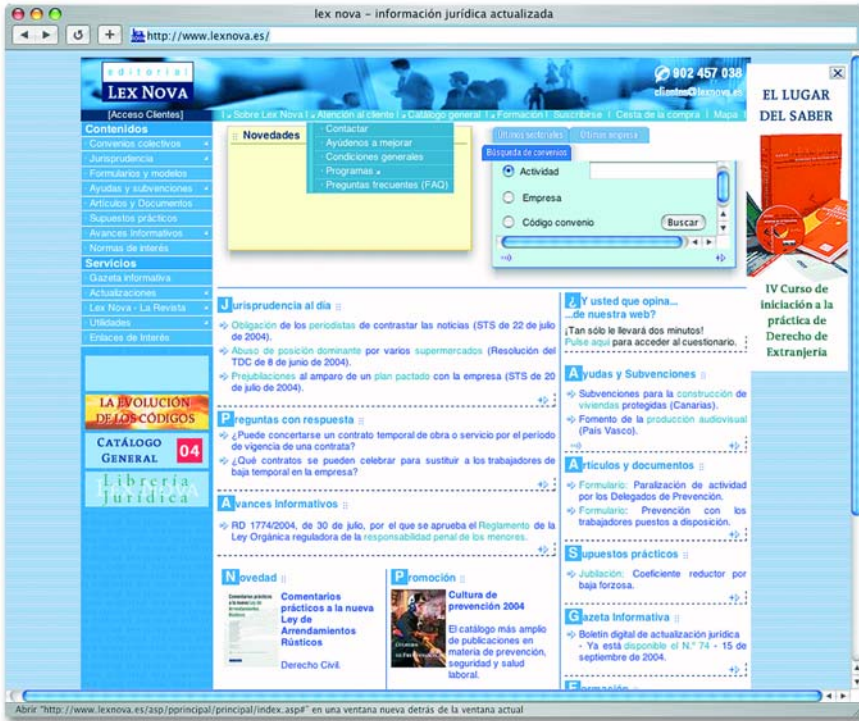 lex nova – información jurídica actualizada
http://www.lexnova.es/
editorial
LEX NOVA
902 457 038
clientes@lexnova.es
[Acceso Clientes]
Sobre Lex Nova | Atención al cliente | Catálogo general | Formación | Suscribirse | Cesta de la compra | Mapa
Contenidos
Convenios colectivos
Jurisprudencia
Formularios y modelos
Ayudas y subvenciones
Artículos y Documentos
Supuestos prácticos
Avances Informativos
Normas de interés
Servicios
Gazeta informativa
Actualizaciones
Lex Nova - La Revista
Utilidades
Enlaces de Interés
LA EVOLUCIÓN
DE LOS CÓDIGOS
CATÁLOGO
GENERAL 04
Librería
Jurídica
LEX NOVA
Novedades
· Contactar
· Ayúdenos a mejorar
· Condiciones generales
· Programas
· Preguntas frecuentes (FAQ)
Últimos sectoriales
Últimos empresa
Búsqueda de convenios
Actividad
Empresa
Código convenio
Buscar
Jurisprudencia al día
Obligación de los periodistas de contrastar las noticias (STS de 22 de julio
de 2004).
Abuso de posición dominante por varios supermercados (Resolución del
TDC de 8 de junio de 2004).
Prejubilaciones al amparo de un plan pactado con la empresa (STS de 20
de julio de 2004).
Preguntas con respuesta
¿Puede concertarse un contrato temporal de obra o servicio por el período
de vigencia de una contrata?
¿Qué contratos se pueden celebrar para sustituir a los trabajadores de
baja temporal en la empresa?
Avances Informativos
RD 1774/2004, de 30 de julio, por el que se aprueba el Reglamento de la
Ley Orgánica reguladora de la responsabilidad penal de los menores.
Novedad
Comentarios
prácticos a la nueva
Ley de
Arrendamientos
Rústicos
Derecho Civil.
Promoción
Cultura de
prevención 2004
El catálogo más amplio
de publicaciones en
materia de prevención,
seguridad y salud
laboral.
¿Y usted que opina...
...de nuestra web?
¡Tan sólo le llevará dos minutos!
Pulse aquí para acceder al cuestionario.
Ayudas y Subvenciones
Subvenciones para la construcción de
viviendas protegidas (Canarias).
Fomento de la producción audiovisual
(País Vasco).
Artículos y documentos
Formulario: Paralización de actividad
por los Delegados de Prevención.
Formulario: Prevención con los
trabajadores puestos a disposición.
Supuestos prácticos
Jubilación: Coeficiente reductor por
baja forzosa.
Gazeta Informativa
Boletín digital de actualización jurídica
- Ya está disponible el N.º 74 - 15 de
septiembre de 2004.
Formación
EL LUGAR
DEL SABER
IV Curso de
iniciación a la
práctica de
Derecho de
Extranjería
Abrir "http://www.lexnova.es/asp/pprincipal/principal/index.asp#" en una ventana nueva detrás de la ventana actual